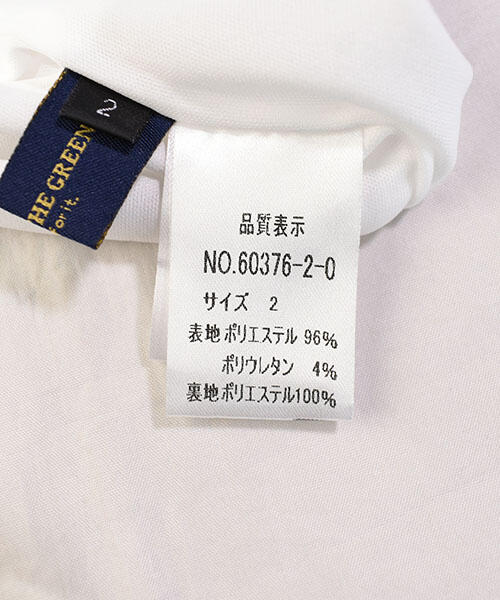 2
HE GREEN
for it.
品質表示
NO.60376-2-0
サイズ 2
表地ポリエステル 96%
ポリウレタン 4%
裏地ポリエステル100%